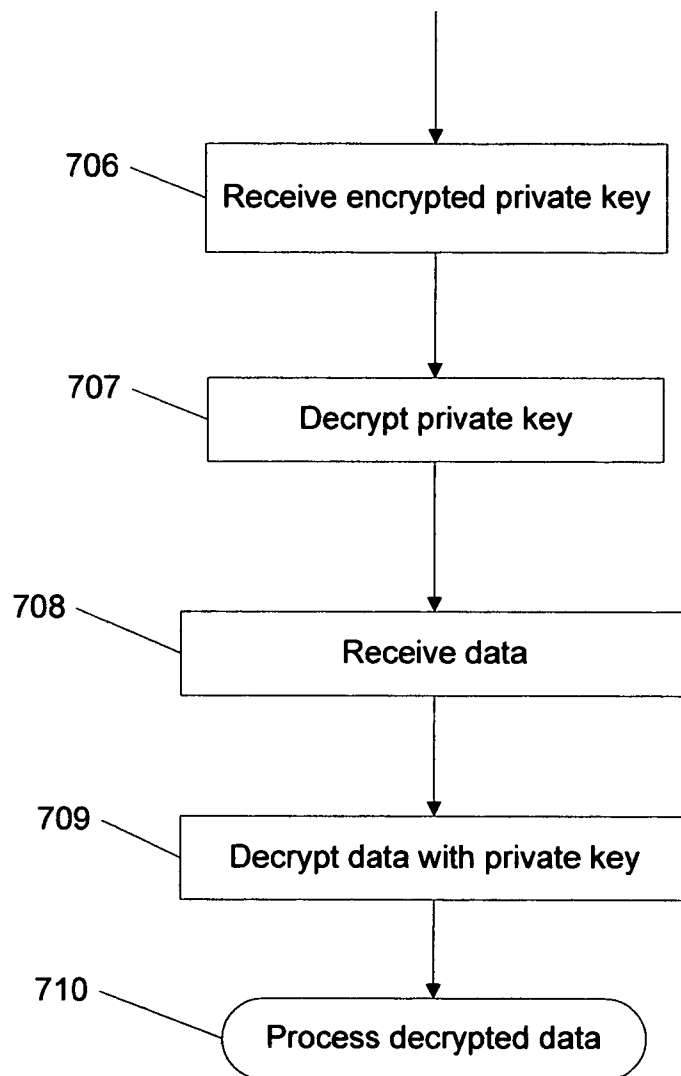 706
Receive encrypted private key
707
Decrypt private key
708
Receive data
709
Decrypt data with private key
710
Process decrypted data